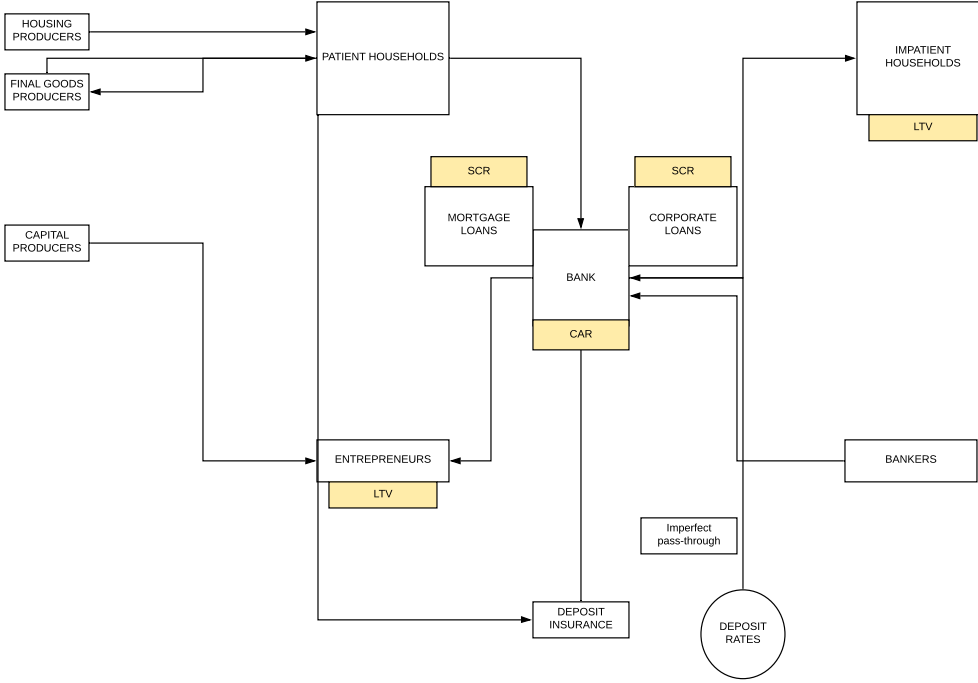 HOUSING
PRODUCERS
PATIENT HOUSEHOLDS
IMPATIENT
HOUSEHOLDS
FINAL GOODS
PRODUCERS
LTV
SCR
SCR
MORTGAGE
LOANS
CORPORATE
LOANS
CAPITAL
PRODUCERS
BANK
CAR
ENTREPRENEURS
BANKERS
LTV
Imperfect
pass-through
DEPOSIT
INSURANCE
DEPOSIT
RATES